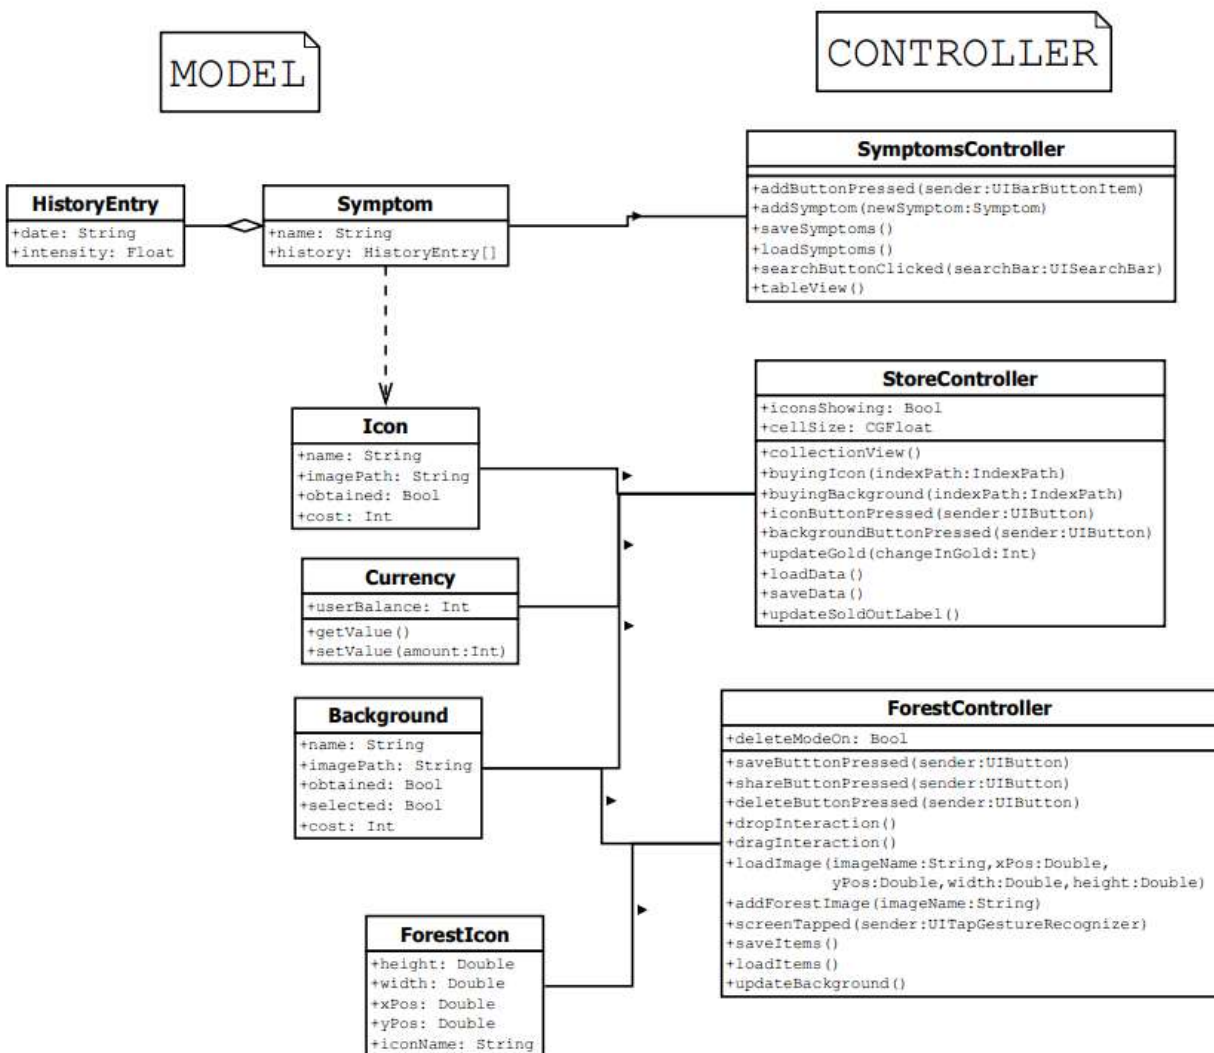 MODEL
CONTROLLER
SymptomsController
+addButtonPressed(sender:UIBarButtonItem)
+addSymptom(newSymptom:Symptom)
+saveSymptoms()
+loadSymptoms()
+searchButtonClicked(searchBar:UISearchBar)
+tableView()
HistoryEntry
+date: String
+intensity: Float
Symptom
+name: String
+history: HistoryEntry[]
StoreController
+iconsShowing: Bool
+cellSize: CGFloat
+collectionView()
+buyingIcon(indexPath:IndexPath)
+buyingBackground(indexPath:IndexPath)
+iconButtonPressed(sender:UIButton)
+backgroundButtonPressed(sender:UIButton)
+updateGold(changeInGold:Int)
+loadData()
+saveData()
+updateSoldOutLabel()
Icon
+name: String
+imagePath: String
+obtained: Bool
+cost: Int
Currency
+userBalance: Int
+getValue()
+setValue(amount:Int)
Background
+name: String
+imagePath: String
+obtained: Bool
+selected: Bool
+cost: Int
ForestController
+deleteModeOn: Bool
+saveButttonPressed(sender:UIButton)
+shareButtonPressed(sender:UIButton)
+deleteButtonPressed(sender:UIButton)
+dropInteraction()
+dragInteraction()
+loadImage(imageName:String,xPos:Double,
yPos:Double,width:Double,height:Double)
+addForestImage(imageName:String)
+screenTapped(sender:UITapGestureRecognizer)
+saveItems()
+loadItems()
+updateBackground()
ForestIcon
+height: Double
+width: Double
+xPos: Double
+yPos: Double
+iconName: String